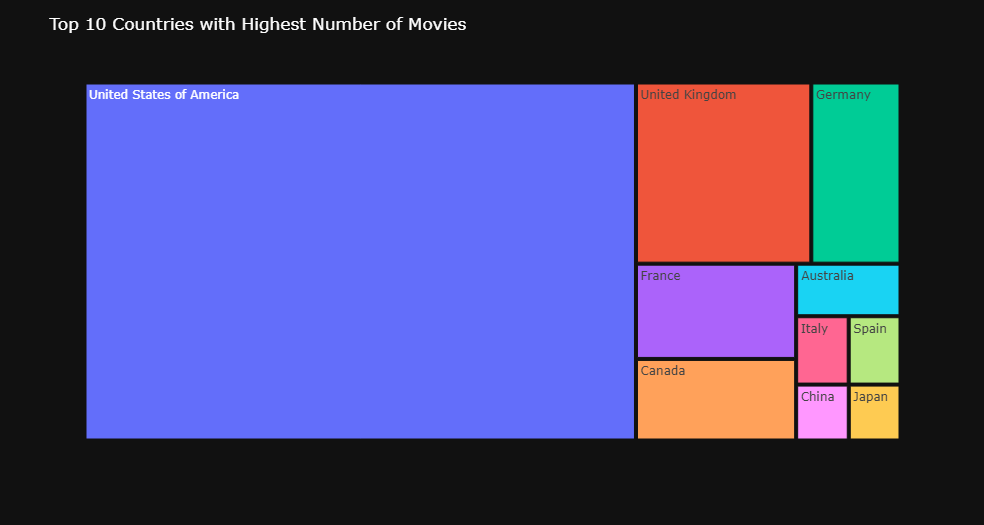 Top 10 Countries with Highest Number of Movies
United States of America
United Kingdom
Germany
France
Australia
Italy
Spain
Canada
China
Japan